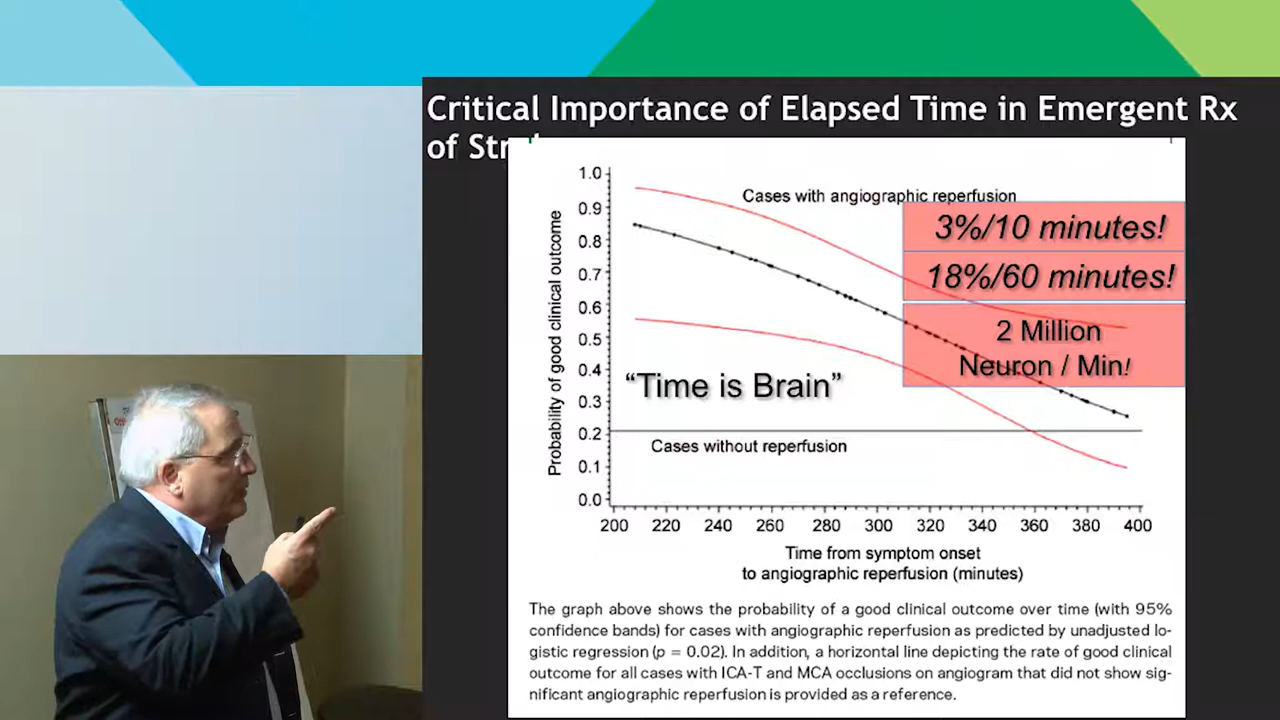 Critical Importance of Elapsed Time in Emergent Rx
of
1.0
0.9
0.8
0.7
0.6
0.5
0.4
0.3
0.2
0.1
0.0
Probability of good clinical outcome
Cases with angiographic reperfusion
3%/10 minutes!
18%/60 minutes!
2 Million
Neuron / Min!
“Time is Brain”
Cases without reperfusion
200 220 240 260 280 300 320 340 360 380 400
Time from symptom onset
to angiographic reperfusion (minutes)
The graph above shows the probability of a good clinical outcome over time (with 95%
confidence bands) for cases with angiographic reperfusion as predicted by unadjusted lo-
gistic regression (p = 0.02). In addition, a horizontal line depicting the rate of good clinical
outcome for all cases with ICA-T and MCA occlusions on angiogram that did not show sig-
nificant angiographic reperfusion is provided as a reference.